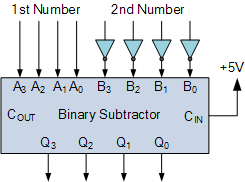 1st Number 2nd Number
+5V
A3 A2 A1 A0 B3 B2 B1 B0
COUT Binary Subtractor CIN
Q3 Q2 Q1 Q0